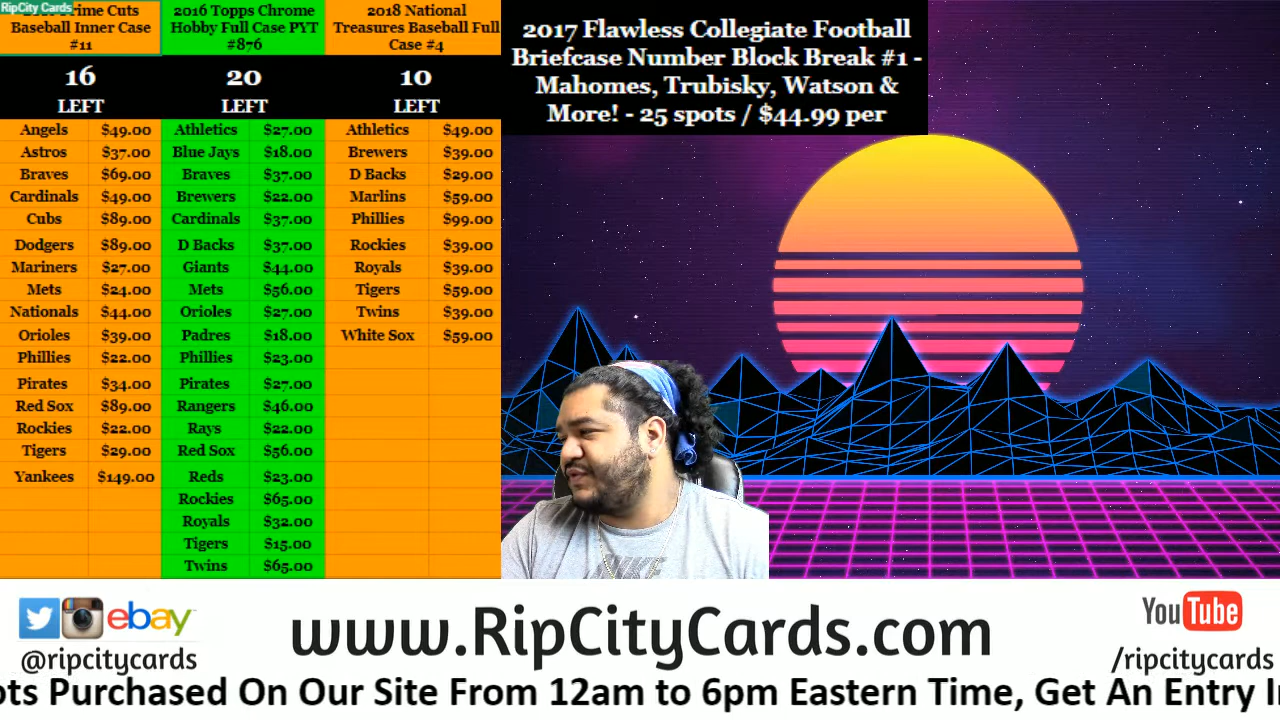 RipCity Cards
Cuts
Baseball Inner Case
#11
16
LEFT
Angels $49.00
Astros $37.00
Braves $69.00
Cardinals $49.00
Cubs $89.00
Dodgers $89.00
Mariners $27.00
Mets $24.00
Nationals $44.00
Orioles $39.00
Phillies $22.00
Pirates $34.00
Red Sox $89.00
Rockies $22.00
Tigers $29.00
Yankees $149.00
2016 Topps Chrome
Hobby Full Case PYT
#876
20
LEFT
Athletics $27.00
Blue Jays $18.00
Braves $37.00
Brewers $22.00
Cardinals $37.00
D Backs $37.00
Giants $44.00
Mets $56.00
Orioles $27.00
Padres $18.00
Phillies $23.00
Pirates $27.00
Rangers $46.00
Rays $22.00
Red Sox $56.00
Reds $23.00
Rockies $65.00
Royals $32.00
Tigers $15.00
Twins $65.00
2018 National
Treasures Baseball Full
Case #4
10
LEFT
Athletics $49.00
Brewers $39.00
D Backs $29.00
Marlins $59.00
Phillies $99.00
Rockies $39.00
Royals $39.00
Tigers $59.00
Twins $39.00
White Sox $59.00
2017 Flawless Collegiate Football
Briefcase Number Block Break #1 -
Mahomes, Trubisky, Watson &
More! - 25 spots / $44.99 per
NIKE
ebay
@ripcitycards
www.RipCityCards.com
YouTube
/ripcitycards
ots Purchased On Our Site From 12am to 6pm Eastern Time, Get An Entry I